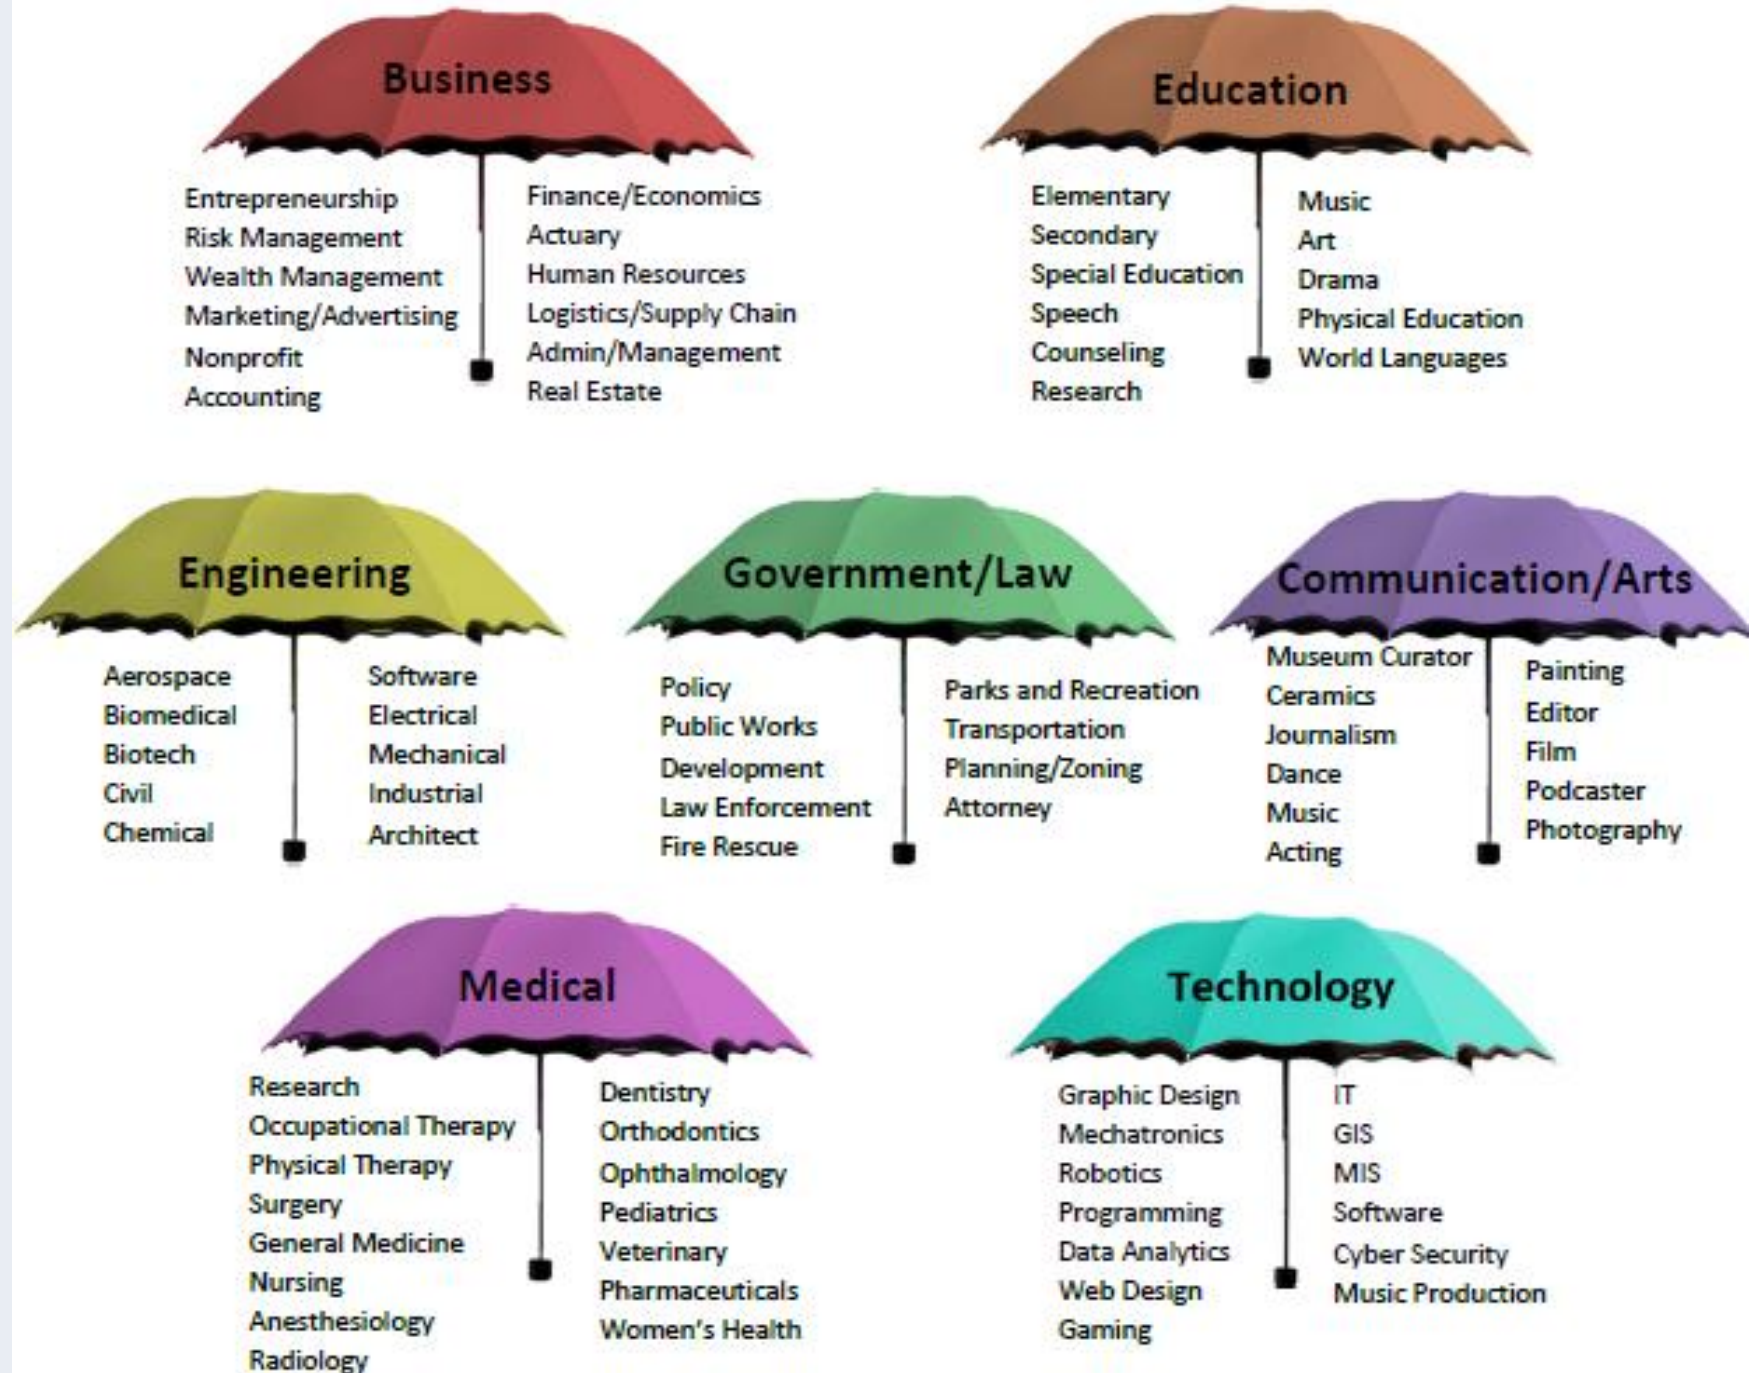 Business
Entrepreneurship
Risk Management
Wealth Management
Marketing/Advertising
Nonprofit
Accounting
Finance/Economics
Actuary
Human Resources
Logistics/Supply Chain
Admin/Management
Real Estate
Education
Elementary
Secondary
Special Education
Speech
Counseling
Research
Music
Art
Drama
Physical Education
World Languages
Engineering
Aerospace
Biomedical
Biotech
Civil
Chemical
Software
Electrical
Mechanical
Industrial
Architect
Government/Law
Policy
Public Works
Development
Law Enforcement
Fire Rescue
Parks and Recreation
Transportation
Planning/Zoning
Attorney
Communication/Arts
Museum Curator
Ceramics
Journalism
Dance
Music
Acting
Painting
Editor
Film
Podcaster
Photography
Medical
Research
Occupational Therapy
Physical Therapy
Surgery
General Medicine
Nursing
Anesthesiology
Radiology
Dentistry
Orthodontics
Ophthalmology
Pediatrics
Veterinary
Pharmaceuticals
Women's Health
Technology
Graphic Design
Mechatronics
Robotics
Programming
Data Analytics
Web Design
Gaming
IT
GIS
MIS
Software
Cyber Security
Music Production